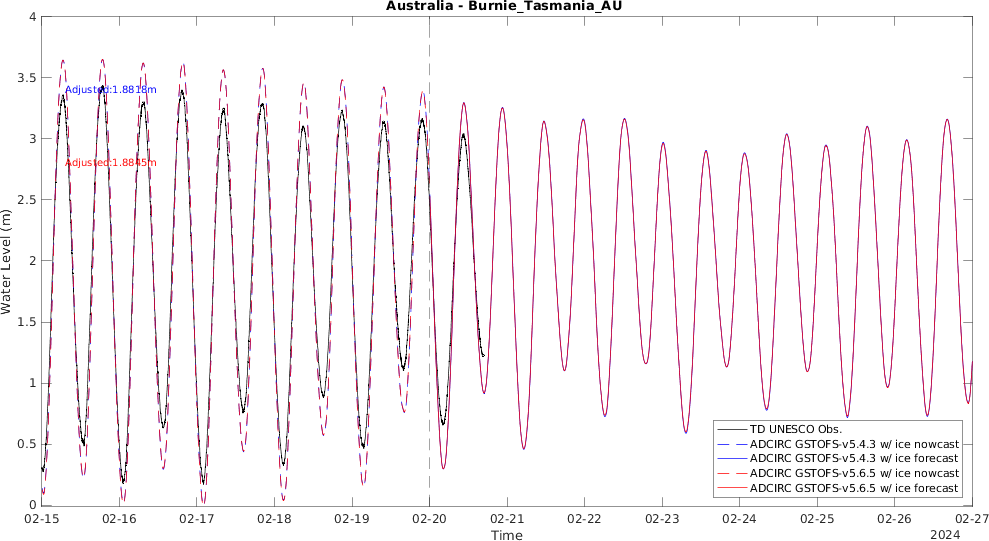 Australia - Burnie_Tasmania_AU
4
3.5
3
2.5
2
1.5
1
0.5
0
Water Level (m)
Adjusted:1.8818m
Adjusted:1.8845m
TD UNESCO Obs.
ADCIRC GSTOFS-v5.4.3 w/ ice nowcast
ADCIRC GSTOFS-v5.4.3 w/ ice forecast
ADCIRC GSTOFS-v5.6.5 w/ ice nowcast
ADCIRC GSTOFS-v5.6.5 w/ ice forecast
02-15 02-16 02-17 02-18 02-19 02-20 02-21 02-22 02-23 02-24 02-25 02-26 02-27
Time
2024